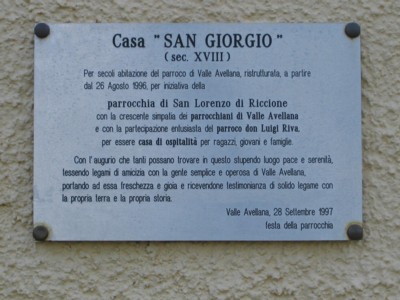 Casa "SAN GIORGIO"
(sec. XVIII)
Per secoli abitazione del parroco di Valle Avellana, ristrutturata, a partire
dal 26 Agosto 1996, per iniziativa della
parrocchia di San Lorenzo di Riccione
con la crescente simpatia dei parrocchiani di Valle Avellana
e con la partecipazione entusiasta del parroco don Luigi Riva,
per essere casa di ospitalità per ragazzi, giovani e famiglie.
Con l'augurio che tanti possano trovare in questo stupendo luogo pace e serenità,
tessendo legami di amicizia con la gente semplice e operosa di Valle Avellana,
portando ad essa freschezza e gioia e ricevendone testimonianza di solido legame con
la propria terra e la propria storia.
Valle Avellana, 28 Settembre 1997
festa della parrocchia